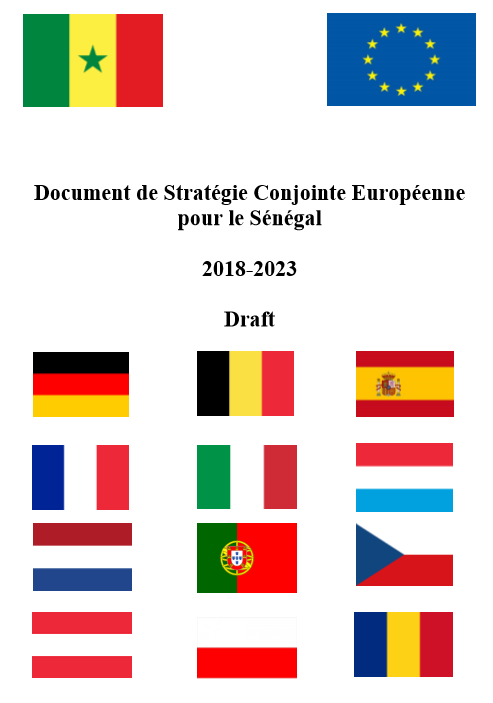 Document de Stratégie Conjointe Européenne
pour le Sénégal
2018-2023
Draft